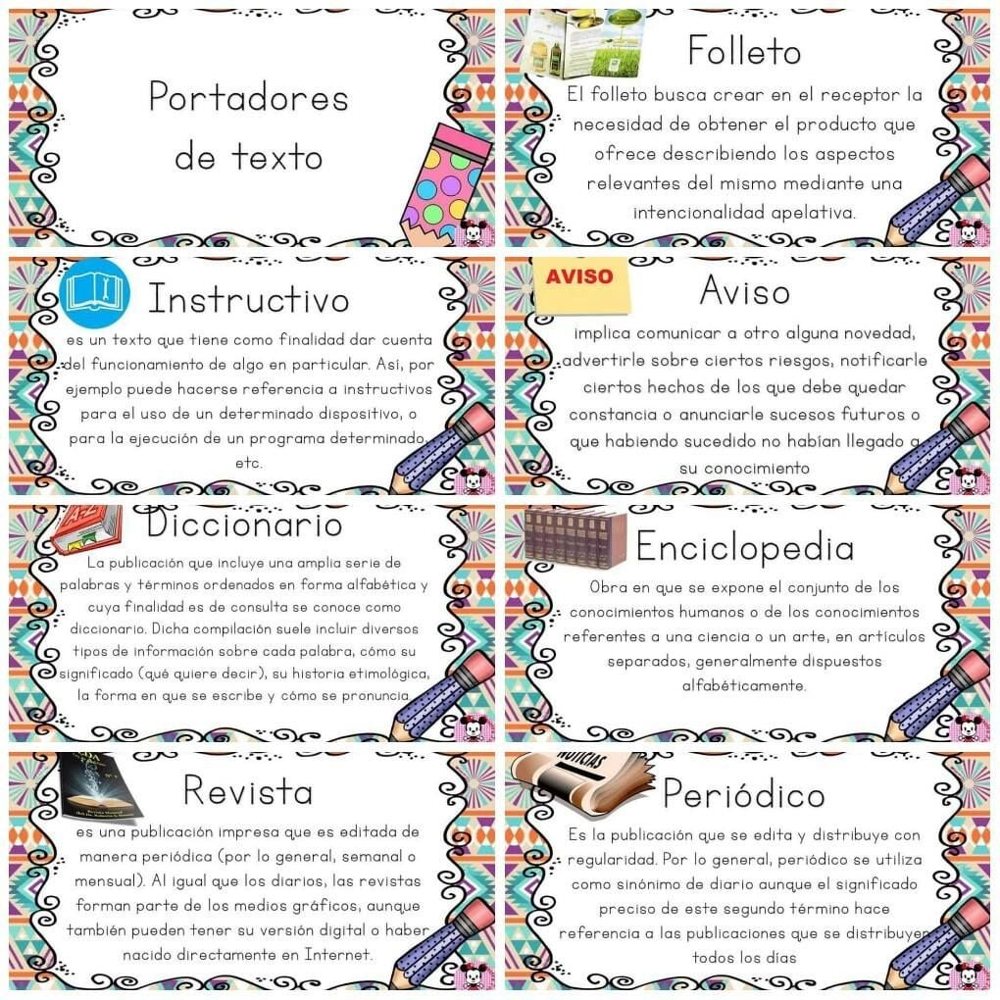 Portadores
de texto
Folleto
El folleto busca crear en el receptor la
necesidad de obtener el producto que
ofrece describiendo los aspectos
relevantes del mismo mediante una
intencionalidad apelativa.
Instructivo
es un texto que tiene como finalidad dar cuenta
del funcionamiento de algo en particular. Así, por
ejemplo puede hacerse referencia a instructivos
para el uso de un determinado dispositivo, o
para la ejecución de un programa determinado,
etc.
AVISO
Aviso
implica comunicar a otro alguna novedad,
advertirle sobre ciertos riesgos, notificarle
ciertos hechos de los que debe quedar
constancia o anunciarle sucesos futuros o
que habiendo sucedido no habían llegado a
su conocimiento
A-Z
Diccionario
La publicación que incluye una amplia serie de
palabras y términos ordenados en forma alfabética y
cuya finalidad es de consulta se conoce como
diccionario. Dicha compilación suele incluir diversos
tipos de información sobre cada palabra, cómo su
significado (qué quiere decir), su historia etimológica,
la forma en que se escribe y cómo se pronuncia
Enciclopedia
Obra en que se expone el conjunto de los
conocimientos humanos o de los conocimientos
referentes a una ciencia o un arte, en artículos
separados, generalmente dispuestos
alfabéticamente.
Revista
es una publicación impresa que es editada de
manera periódica (por lo general, semanal o
mensual). Al igual que los diarios, las revistas
forman parte de los medios gráficos, aunque
también pueden tener su versión digital o haber
nacido directamente en Internet.
NOTICIAS
Periódico
Es la publicación que se edita y distribuye con
regularidad. Por lo general, periódico se utiliza
como sinónimo de diario aunque el significado
preciso de este segundo término hace
referencia a las publicaciones que se distribuyen
todos los días